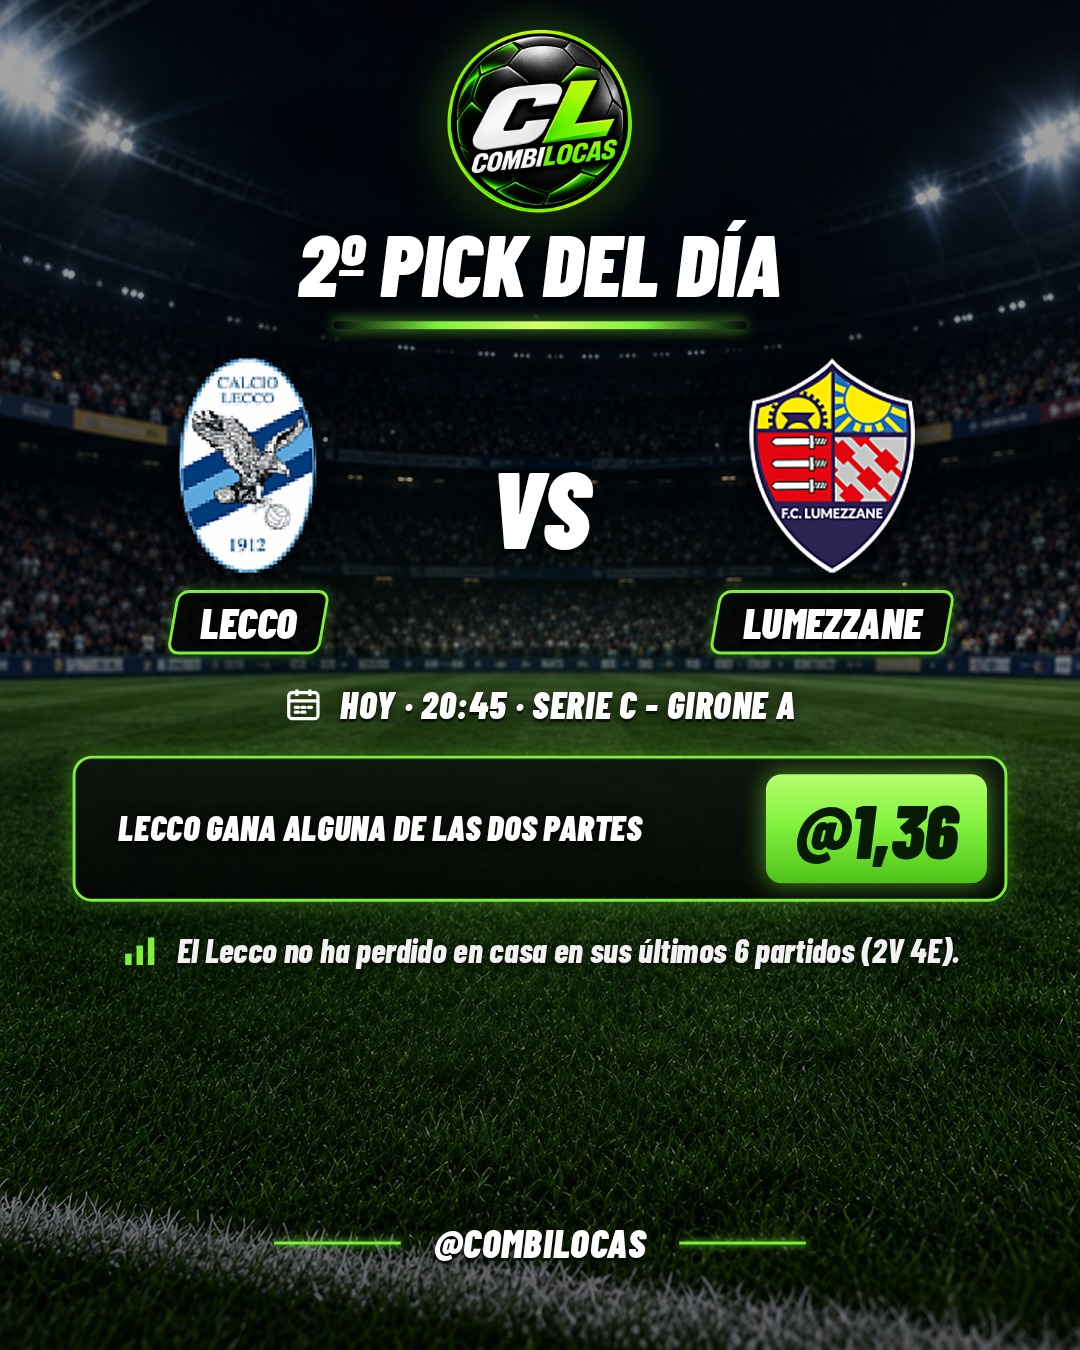 CL
COMBILOCAS
2º PICK DEL DÍA
CALCIO
LECCO
1912
VS
F.C. LUMEZZANE
LECCO
LUMEZZANE
HOY · 20:45 · SERIE C - GIRONE A
LECCO GANA ALGUNA DE LAS DOS PARTES
@1,36
El Lecco no ha perdido en casa en sus últimos 6 partidos (2V 4E).
@COMBILOCAS